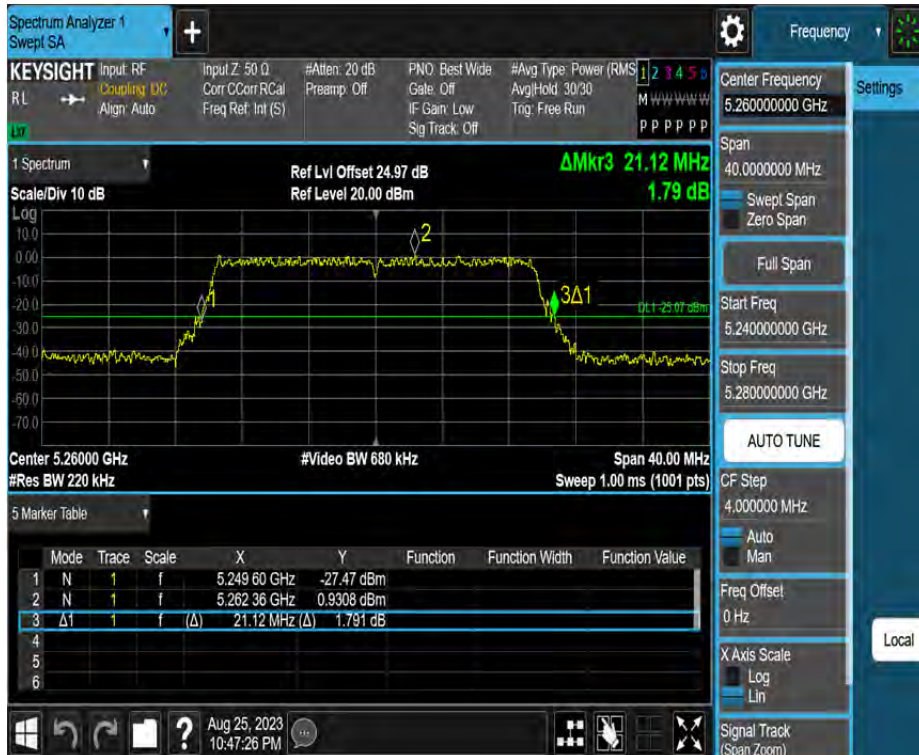 Spectrum Analyzer 1
Swept SA
+
Frequency
KEYSIGHT
Input: RF
Input Z: 50 Ω
#Atten: 20 dB
PNO: Best Wide
#Avg Type: Power (RMS
1 2 3 4 5 6
RL
Coupling: DC
Corr CCorr RCal
Preamp: Off
Gate: Off
Avg|Hold: 30/30
M W W W W W
Align: Auto
Freq Ref: Int (S)
IF Gain: Low
Trig: Free Run
Sig Track: Off
P P P P P P
1 Spectrum
Ref Lvl Offset 24.97 dB
ΔMkr3 21.12 MHz
Scale/Div 10 dB
Ref Level 20.00 dBm
1.79 dB
Log
10.0
0.00
-10.0
-20.0
-30.0
-40.0
-50.0
-60.0
-70.0
2
3Δ1
DL1 -25.07 dBm
Center 5.26000 GHz
#Video BW 680 kHz
Span 40.00 MHz
#Res BW 220 kHz
Sweep 1.00 ms (1001 pts)
5 Marker Table
Mode Trace Scale X Y Function Function Width Function Value
1 N 1 f 5.249 60 GHz -27.47 dBm
2 N 1 f 5.262 36 GHz 0.9308 dBm
3 Δ1 1 f (Δ) 21.12 MHz (Δ) 1.791 dB
4
5
6
Aug 25, 2023
10:47:26 PM
Center Frequency
5.260000000 GHz
Span
40.0000000 MHz
Swept Span
Zero Span
Full Span
Start Freq
5.240000000 GHz
Stop Freq
5.280000000 GHz
AUTO TUNE
CF Step
4.000000 MHz
Auto
Man
Freq Offset
0 Hz
X Axis Scale
Log
Lin
Signal Track
(Span Zoom)
Settings
Local